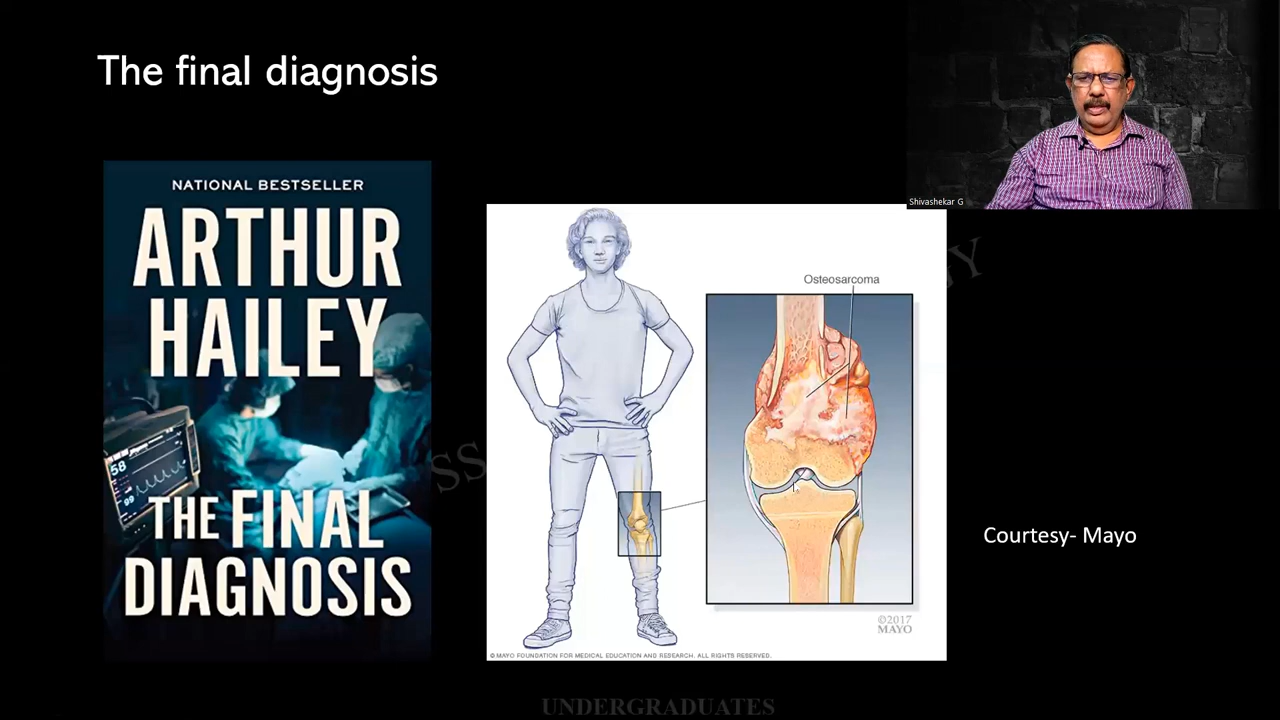 The final diagnosis
Shivashekar G
NATIONAL BESTSELLER
ARTHUR
HAILEY
58
99
THE FINAL
DIAGNOSIS
Osteosarcoma
©2017
MAYO
© MAYO FOUNDATION FOR MEDICAL EDUCATION AND RESEARCH. ALL RIGHTS RESERVED.
Courtesy- Mayo
UNDERGRADUATES